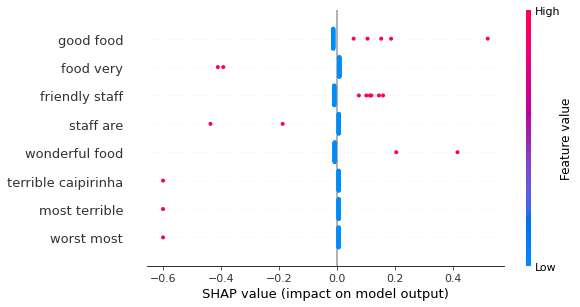 High
good food
food very
friendly staff
staff are
wonderful food
terrible caipirinha
most terrible
worst most
Feature value
Low
−0.6 −0.4 −0.2 0.0 0.2 0.4
SHAP value (impact on model output)